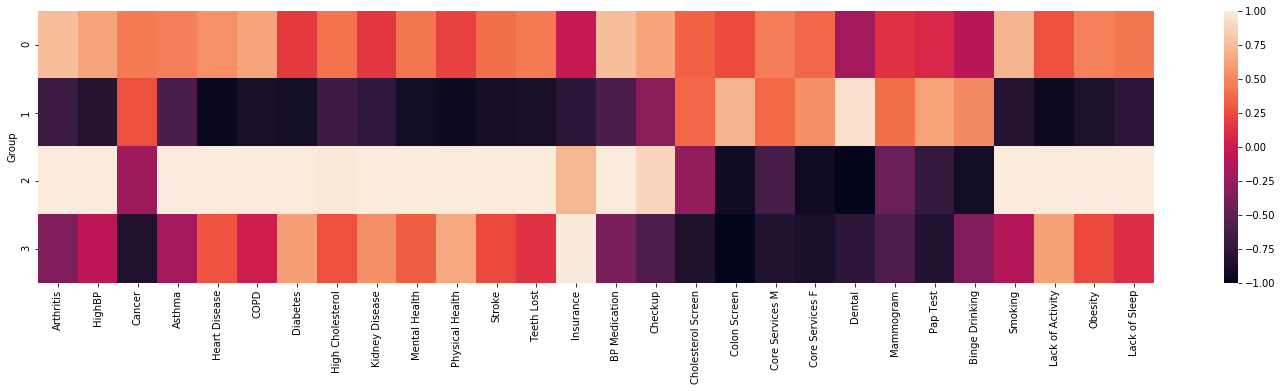 Group
0
1
2
3
Arthritis
HighBP
Cancer
Asthma
Heart Disease
COPD
Diabetes
High Cholesterol
Kidney Disease
Mental Health
Physical Health
Stroke
Teeth Lost
Insurance
BP Medication
Checkup
Cholesterol Screen
Colon Screen
Core Services M
Core Services F
Dental
Mammogram
Pap Test
Binge Drinking
Smoking
Lack of Activity
Obesity
Lack of Sleep
1.00
0.75
0.50
0.25
0.00
−0.25
−0.50
−0.75
−1.00